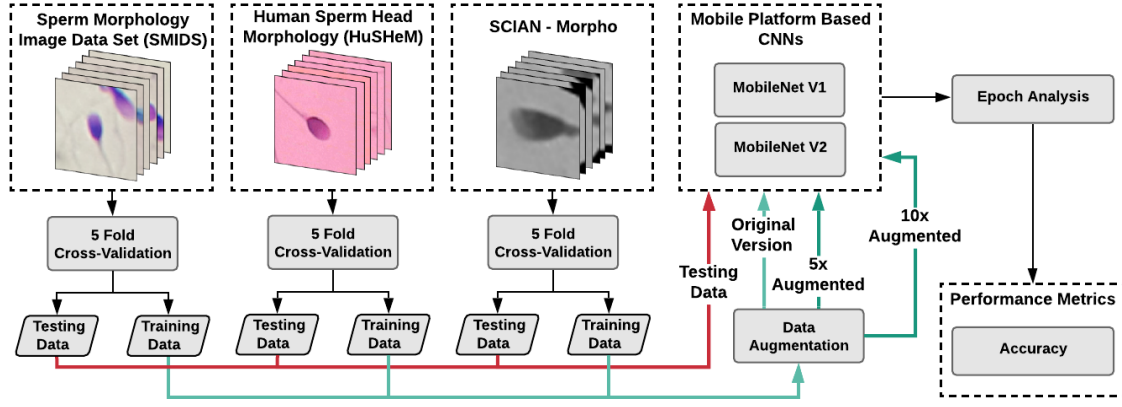 Sperm Morphology
Image Data Set (SMIDS)
Human Sperm Head
Morphology (HuSHeM)
SCIAN - Morpho
Mobile Platform Based
CNNs
MobileNet V1
MobileNet V2
Epoch Analysis
5 Fold
Cross-Validation
5 Fold
Cross-Validation
5 Fold
Cross-Validation
Testing
Data
Training
Data
Testing
Data
Training
Data
Testing
Data
Training
Data
Testing
Data
Original
Version
5x
Augmented
10x
Augmented
Data
Augmentation
Performance Metrics
Accuracy